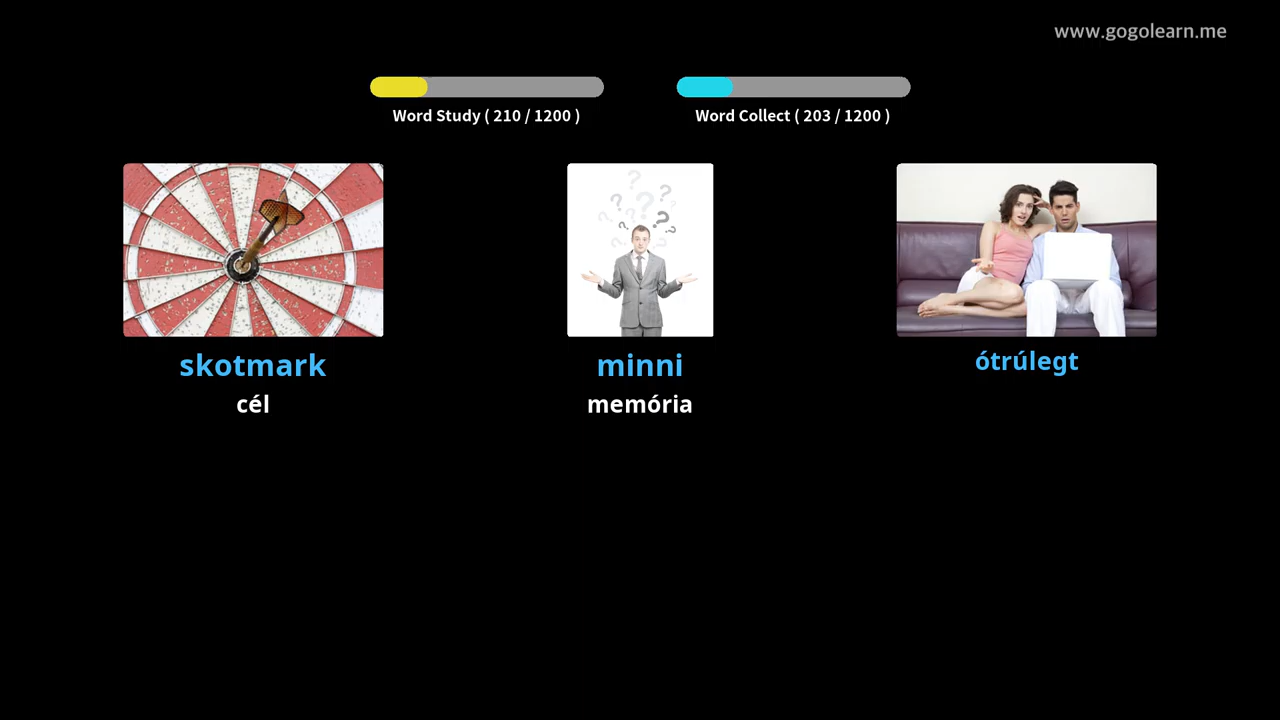 www.gogolearn.me
Word Study ( 210 / 1200 )
Word Collect ( 203 / 1200 )
skotmark
minni
ótrúlegt
cél
memória